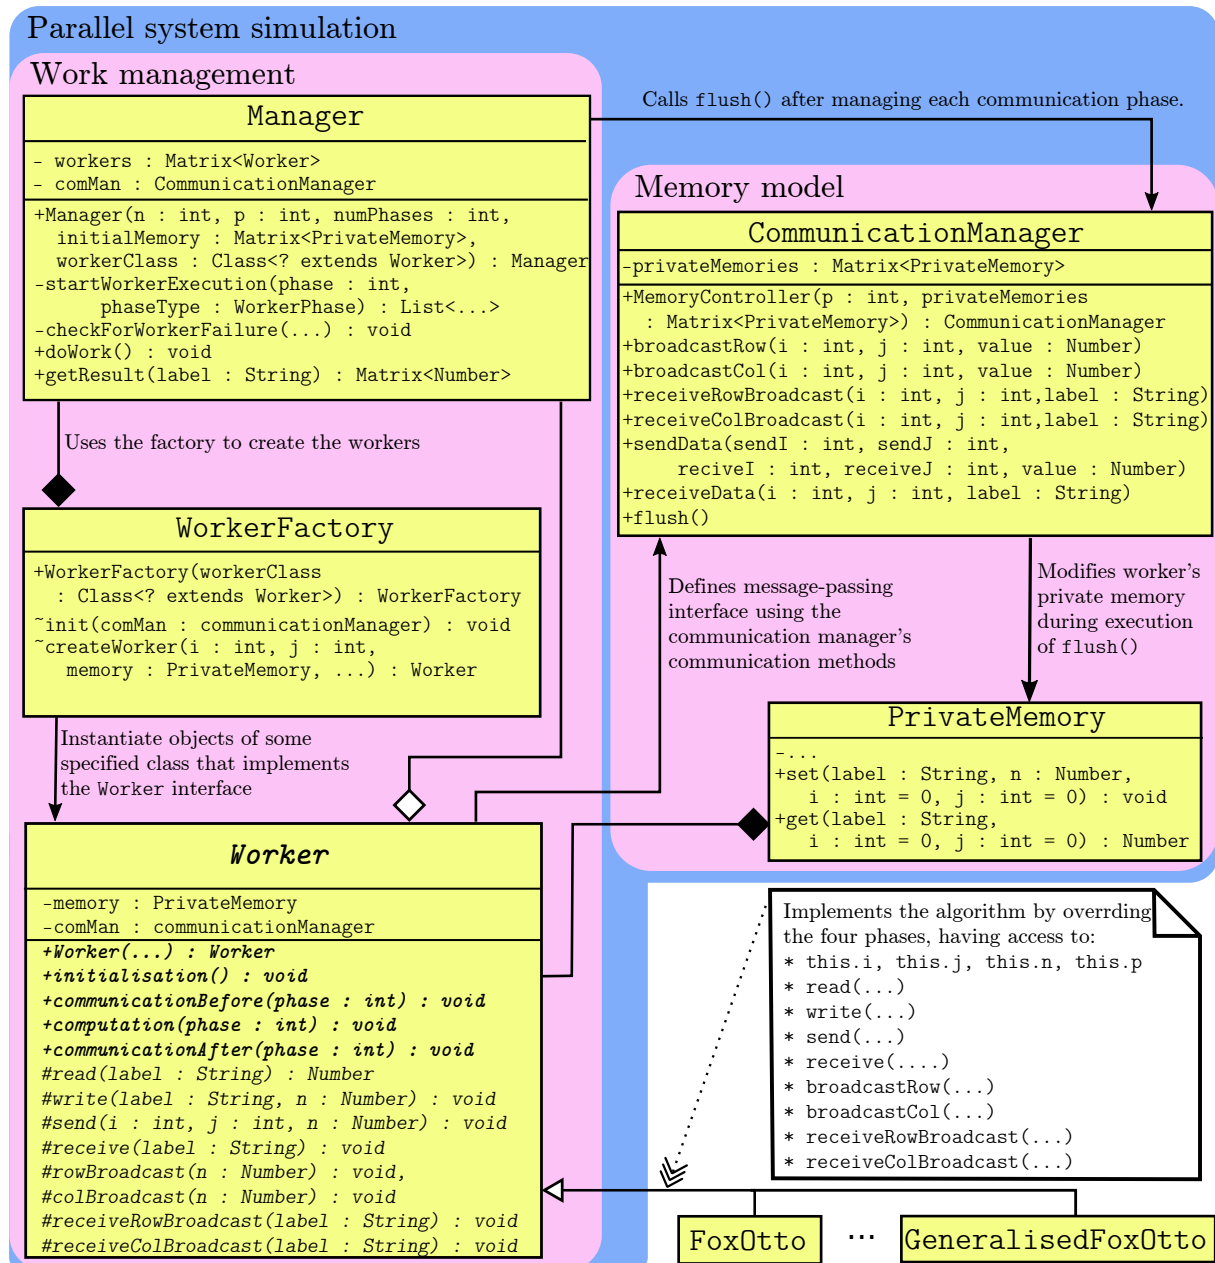 Parallel system simulation
Work management
Manager
- workers : Matrix<Worker>
- comMan : CommunicationManager
+Manager(n : int, p : int, numPhases : int,
initialMemory : Matrix<PrivateMemory>,
workerClass : Class<? extends Worker>) : Manager
-startWorkerExecution(phase : int,
phaseType : WorkerPhase) : List<...>
-checkForWorkerFailure(...) : void
+doWork() : void
+getResult(label : String) : Matrix<Number>
Calls flush() after managing each communication phase.
Memory model
CommunicationManager
-privateMemories : Matrix<PrivateMemory>
+MemoryController(p : int, privateMemories
: Matrix<PrivateMemory>) : CommunicationManager
+broadcastRow(i : int, j : int, value : Number)
+broadcastCol(i : int, j : int, value : Number)
+receiveRowBroadcast(i : int, j : int,label : String)
+receiveColBroadcast(i : int, j : int,label : String)
+sendData(sendI : int, sendJ : int,
reciveI : int, receiveJ : int, value : Number)
+receiveData(i : int, j : int, label : String)
+flush()
Uses the factory to create the workers
WorkerFactory
+WorkerFactory(workerClass
: Class<? extends Worker>) : WorkerFactory
~init(comMan : communicationManager) : void
~createWorker(i : int, j : int,
memory : PrivateMemory, ...) : Worker
Defines message-passing
interface using the
communication manager's
communication methods
Modifies worker's
private memory
during execution
of flush()
PrivateMemory
-...
+set(label : String, n : Number,
i : int = 0, j : int = 0) : void
+get(label : String,
i : int = 0, j : int = 0) : Number
Instantiate objects of some
specified class that implements
the Worker interface
Worker
-memory : PrivateMemory
-comMan : communicationManager
+Worker(...) : Worker
+initialisation() : void
+communicationBefore(phase : int) : void
+computation(phase : int) : void
+communicationAfter(phase : int) : void
#read(label : String) : Number
#write(label : String, n : Number) : void
#send(i : int, j : int, n : Number) : void
#receive(label : String) : void
#rowBroadcast(n : Number) : void,
#colBroadcast(n : Number) : void
#receiveRowBroadcast(label : String) : void
#receiveColBroadcast(label : String) : void
Implements the algorithm by overrding
the four phases, having access to:
* this.i, this.j, this.n, this.p
* read(...)
* write(...)
* send(...)
* receive(....)
* broadcastRow(...)
* broadcastCol(...)
* receiveRowBroadcast(...)
* receiveColBroadcast(...)
FoxOtto
...
GeneralisedFoxOtto